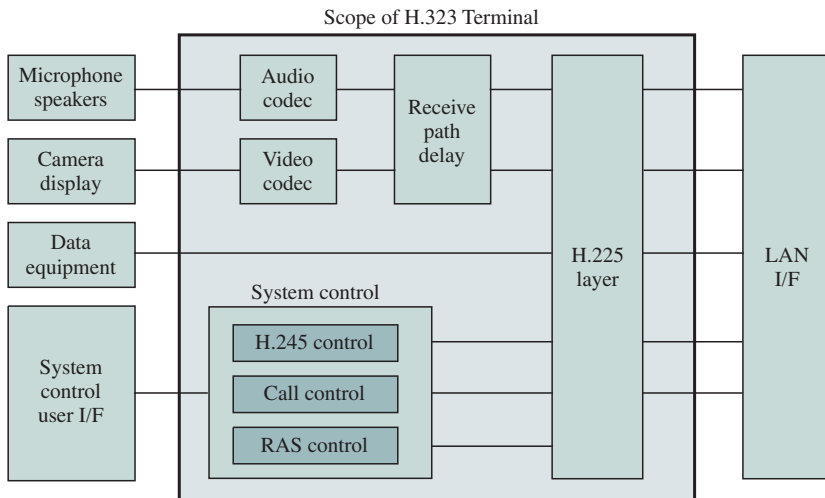 Scope of H.323 Terminal
Microphone
speakers
Audio
codec
Receive
path
delay
Camera
display
Video
codec
Data
equipment
H.225
layer
LAN
I/F
System control
H.245 control
System
control
user I/F
Call control
RAS control